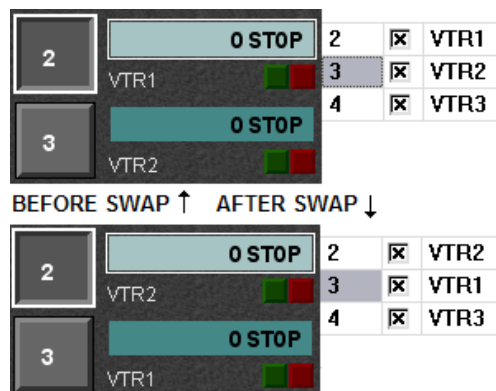 2 0 STOP 2 VTR1
VTR1 3 VTR2
3 0 STOP 4 VTR3
VTR2
BEFORE SWAP ↑ AFTER SWAP ↓
2 0 STOP 2 VTR2
VTR2 3 VTR1
3 0 STOP 4 VTR3
VTR1